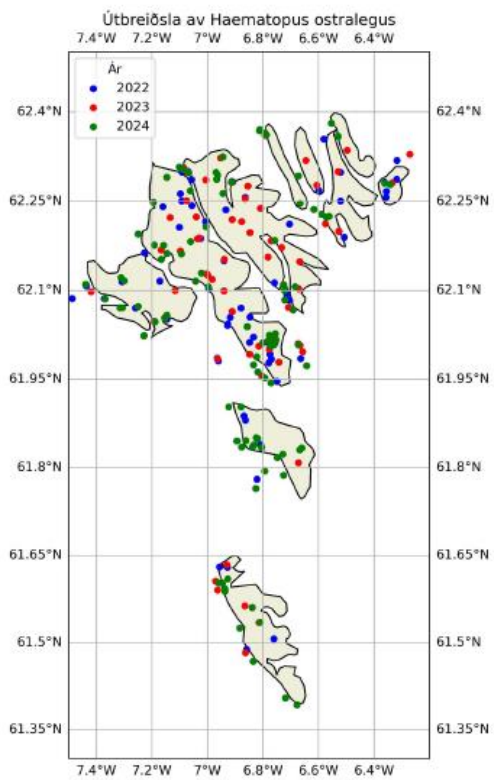 Útbreiðsla av Haematopus ostralegus
7.4°W 7.2°W 7°W 6.8°W 6.6°W 6.4°W
Ár
2022
2023
2024
62.4°N 62.4°N
62.25°N 62.25°N
62.1°N 62.1°N
61.95°N 61.95°N
61.8°N 61.8°N
61.65°N 61.65°N
61.5°N 61.5°N
61.35°N 61.35°N
7.4°W 7.2°W 7°W 6.8°W 6.6°W 6.4°W